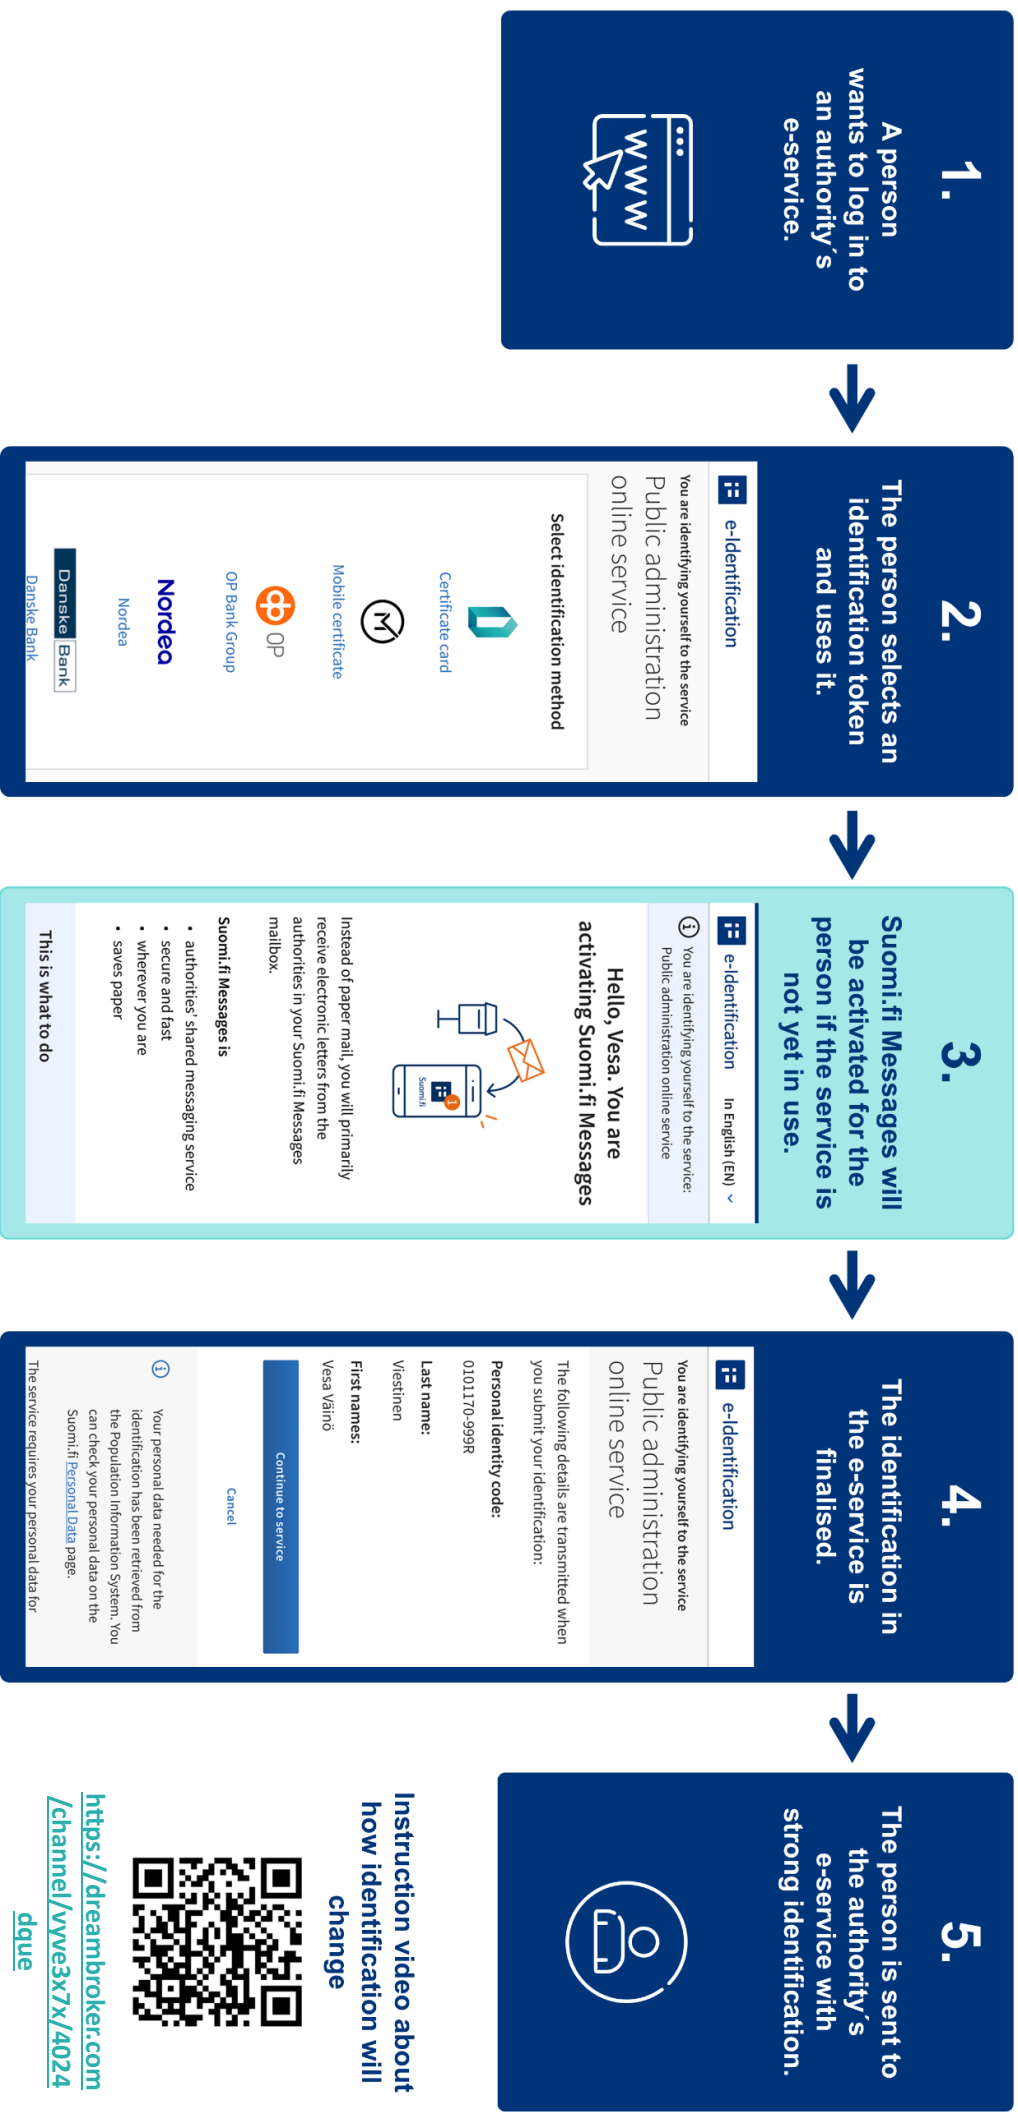 1.
A person
wants to log in to
an authority´s
e-service.
WWW
2.
The person selects an
identification token
and uses it.
e-Identification
You are identifying yourself to the service
Public administration
online service
Select identification method
Certificate card
Mobile certificate
OP
OP Bank Group
Nordea
Nordea
Danske Bank
Danske Bank
3.
Suomi.fi Messages will
be activated for the
person if the service is
not yet in use.
e-Identification In English (EN)
You are identifying yourself to the service:
Public administration online service
Hello, Vesa. You are
activating Suomi.fi Messages
1
Suomi.fi
Instead of paper mail, you will primarily
receive electronic letters from the
authorities in your Suomi.fi Messages
mailbox.
Suomi.fi Messages is
• authorities' shared messaging service
• secure and fast
• wherever you are
• saves paper
This is what to do
4.
The identification in
the e-service is
finalised.
e-Identification
You are identifying yourself to the service
Public administration
online service
The following details are transmitted when
you submit your identification:
Personal identity code:
0101170-999R
Last name:
Viestinen
First names:
Vesa Väinö
Continue to service
Cancel
Your personal data needed for the
identification has been retrieved from
the Population Information System. You
can check your personal data on the
Suomi.fi Personal Data page.
The service requires your personal data for
5.
The person is sent to
the authority´s
e-service with
strong identification.
Instruction video about
how identification will
change
https://dreambroker.com
/channel/vyve3x7x/4024
dque